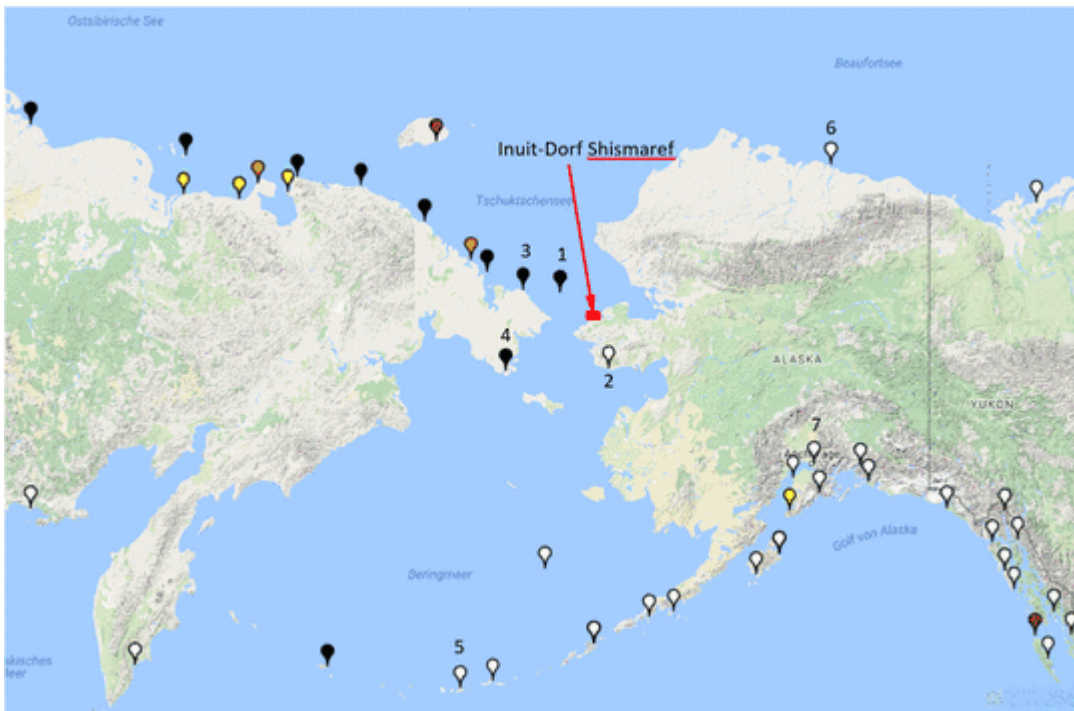 Ostsibirische See
Beaufortsee
6
Inuit-Dorf Shismaref
Tschuktschensee
3
1
4
2
ALASKA
YUKON
7
Golf von Alaska
Beringmeer
5